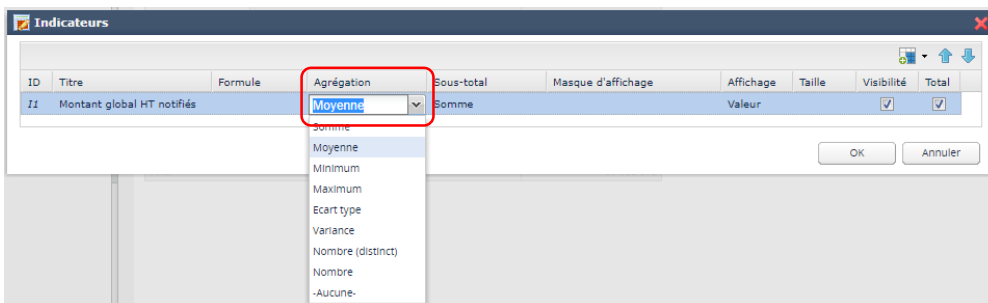 Indicateurs
ID Titre Formule Agrégation Sous-total Masque d'affichage Affichage Taille Visibilité Total
I1 Montant global HT notifiés Moyenne Somme Valeur
Somme
Moyenne
Minimum
Maximum
Ecart type
Variance
Nombre (distinct)
Nombre
-Aucune-
OK Annuler